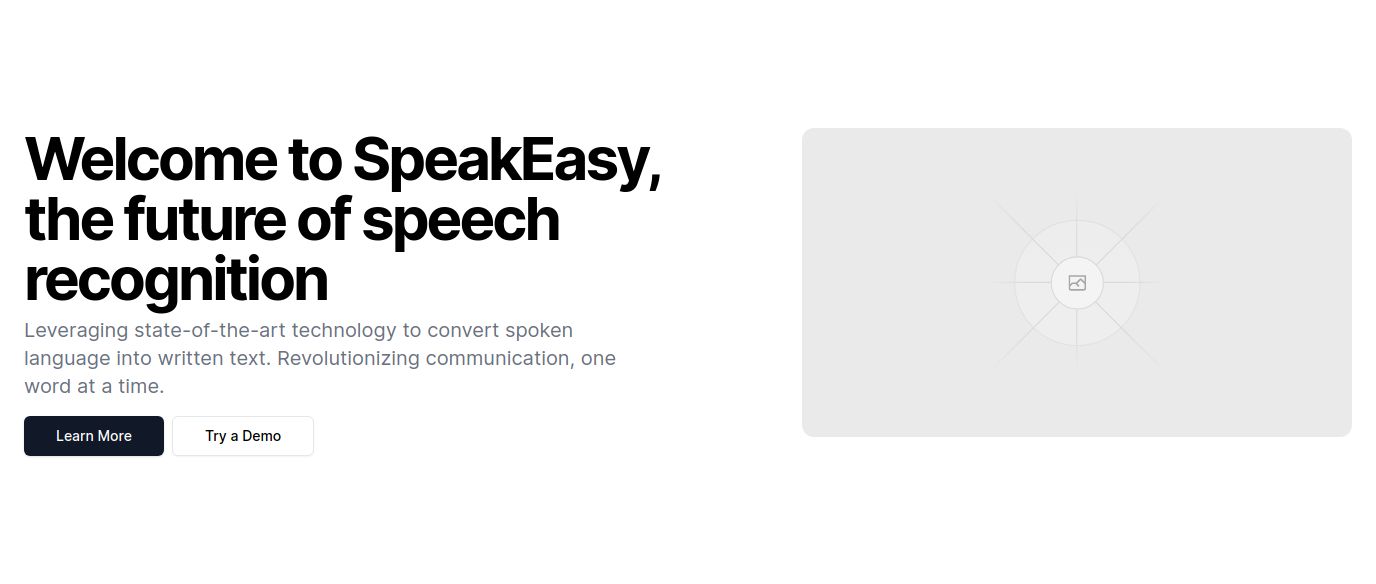 Welcome to SpeakEasy,
the future of speech
recognition
Leveraging state-of-the-art technology to convert spoken
language into written text. Revolutionizing communication, one
word at a time.
Learn More
Try a Demo